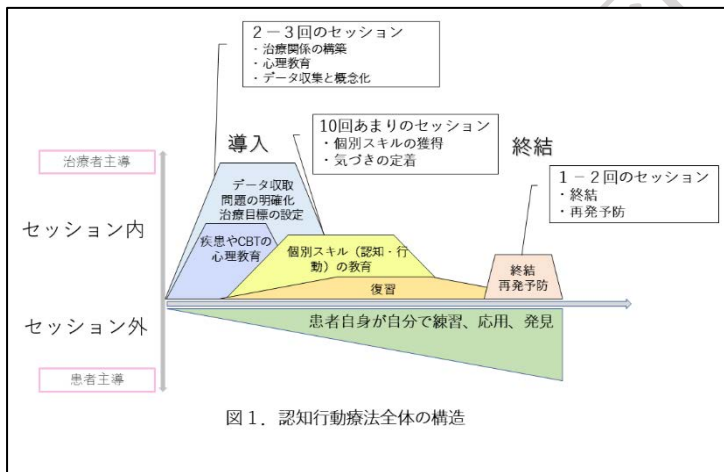 2－3回のセッション
・治療関係の構築
・心理教育
・データ収集と概念化
導入
10回あまりのセッション
・個別スキルの獲得
・気づきの定着
終結
1－2回のセッション
・終結
・再発予防
治療者主導
セッション内
データ収取
問題の明確化
治療目標の設定
疾患やCBTの
心理教育
個別スキル（認知・行
動）の教育
復習
終結
再発予防
セッション外
患者自身が自分で練習、応用、発見
患者主導
図1．認知行動療法全体の構造